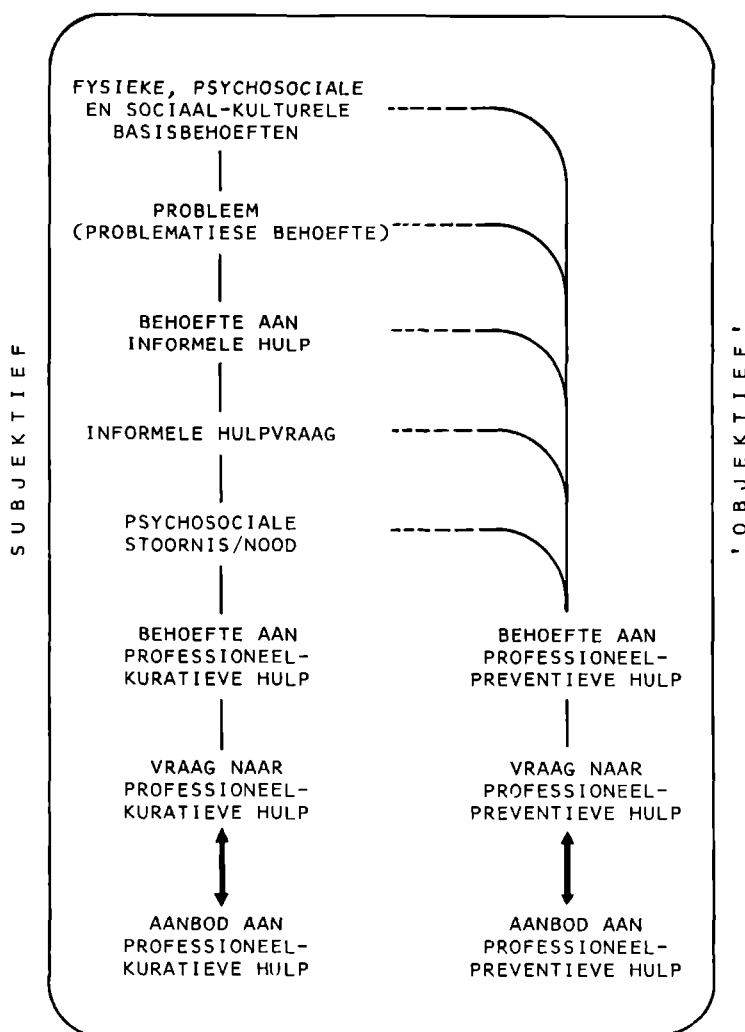 FYSIEKE, PSYCHOSOCIALE
EN SOCIAAL-KULTURELE
BASISBEHOEFTEN
PROBLEEM
(PROBLEMATIESE BEHOEFTE)
BEHOEFTE AAN
INFORMELE HULP
INFORMELE HULPVRAAG
PSYCHOSOCIALE
STOORNIS/NOOD
BEHOEFTE AAN
PROFESSIONEEL-
KURATIEVE HULP
VRAAG NAAR
PROFESSIONEEL-
KURATIEVE HULP
AANBOD AAN
PROFESSIONEEL-
KURATIEVE HULP
BEHOEFTE AAN
PROFESSIONEEL-
PREVENTIEVE HULP
VRAAG NAAR
PROFESSIONEEL-
PREVENTIEVE HULP
AANBOD AAN
PROFESSIONEEL-
PREVENTIEVE HULP
SUBJEKTIEF
'OBJEKTIEF'